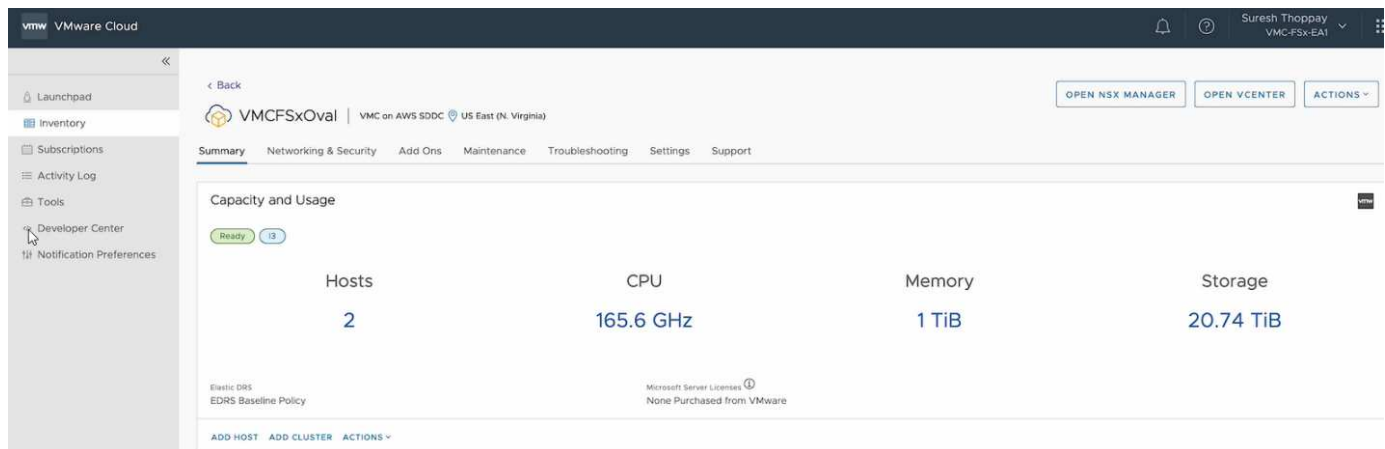 vmw VMware Cloud
Suresh Thoppay
VMC-FSx-EA1
Launchpad
Inventory
Subscriptions
Activity Log
Tools
Developer Center
Notification Preferences
< Back
OPEN NSX MANAGER OPEN VCENTER ACTIONS
VMCFSxOval | VMC on AWS SDDC US East (N. Virginia)
Summary Networking & Security Add Ons Maintenance Troubleshooting Settings Support
Capacity and Usage
vmw
Ready i3
Hosts CPU Memory Storage
2 165.6 GHz 1 TiB 20.74 TiB
Elastic DRS Microsoft Server Licenses
EDRS Baseline Policy None Purchased from VMware
ADD HOST ADD CLUSTER ACTIONS